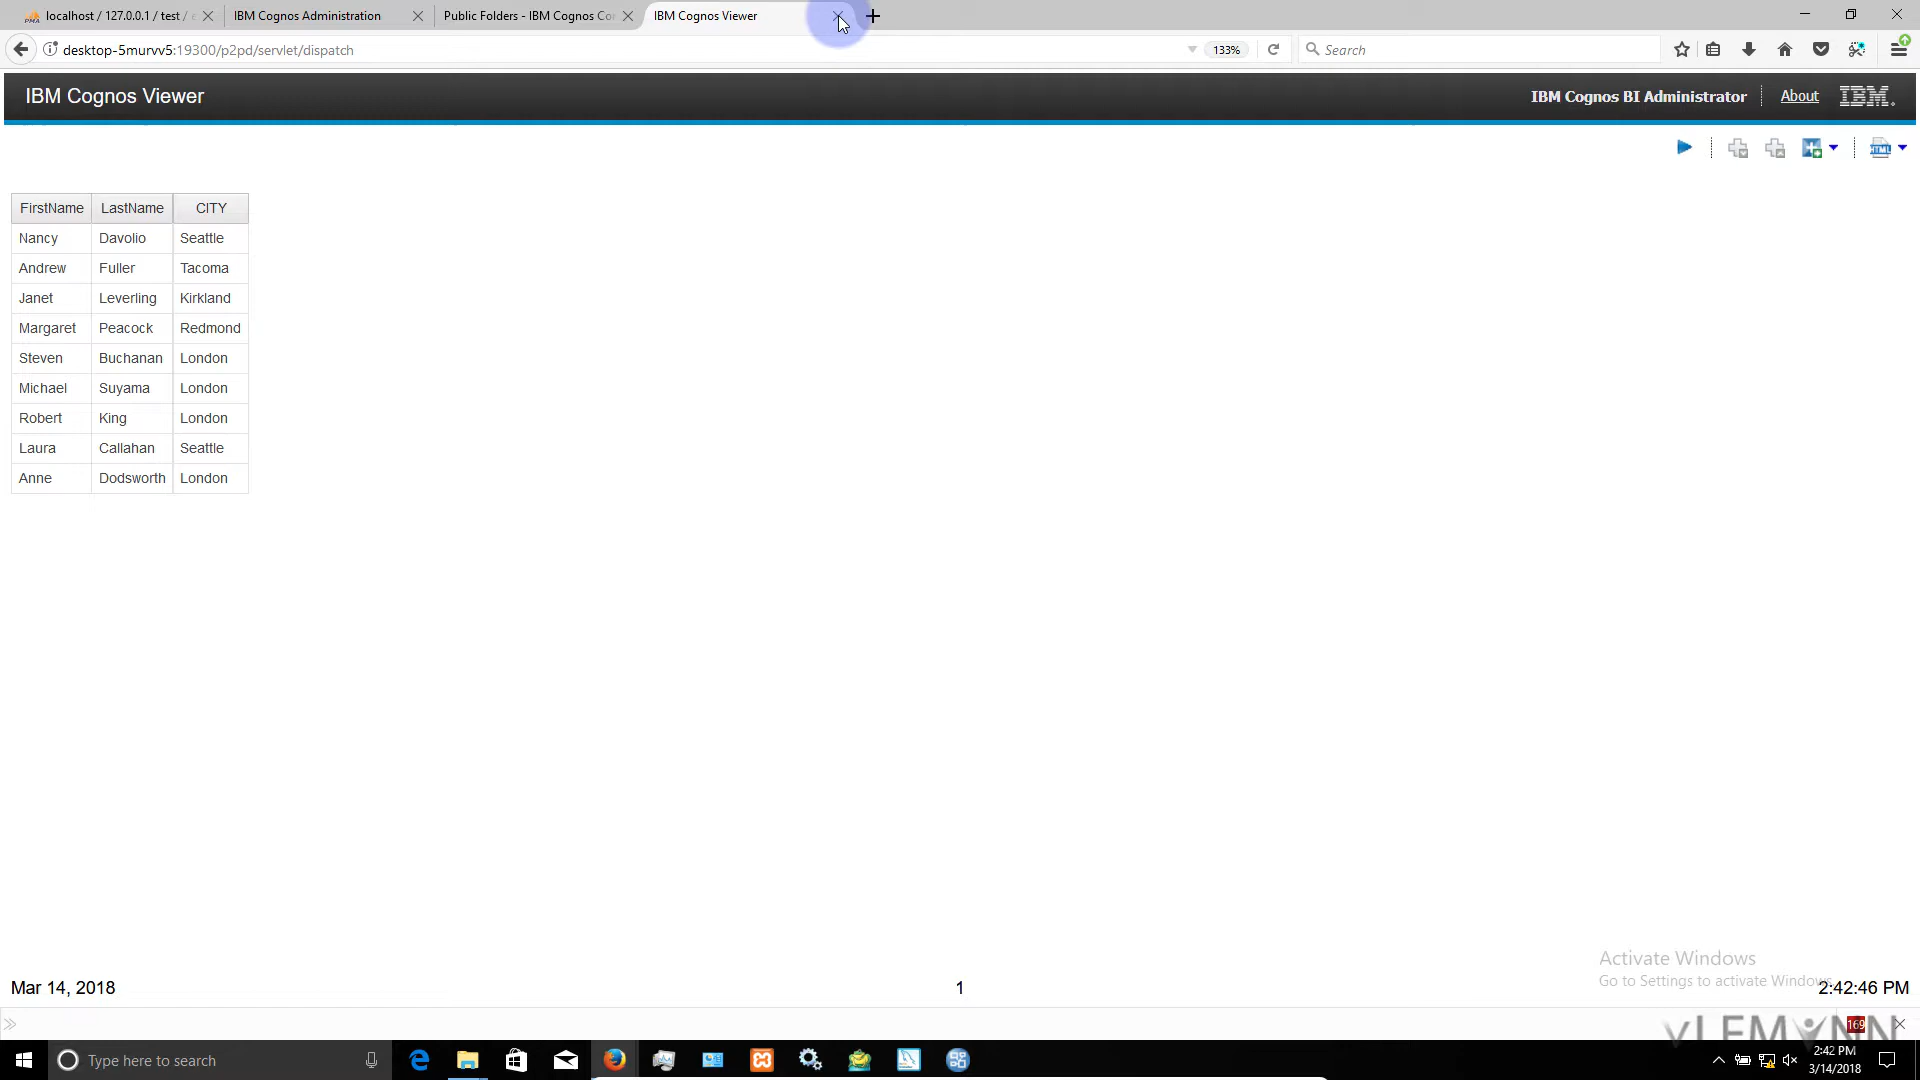 localhost / 127.0.0.1 / test /
IBM Cognos Administration
Public Folders - IBM Cognos Co
IBM Cognos Viewer
desktop-5murvv5:19300/p2pd/servlet/dispatch
133%
Search
IBM Cognos Viewer
IBM Cognos BI Administrator
About
IBM.
HTML
FirstName LastName CITY
Nancy Davolio Seattle
Andrew Fuller Tacoma
Janet Leverling Kirkland
Margaret Peacock Redmond
Steven Buchanan London
Michael Suyama London
Robert King London
Laura Callahan Seattle
Anne Dodsworth London
Activate Windows
Go to Settings to activate Windows.
Mar 14, 2018
1
2:42:46 PM
169
Type here to search
2:42 PM
3/14/2018